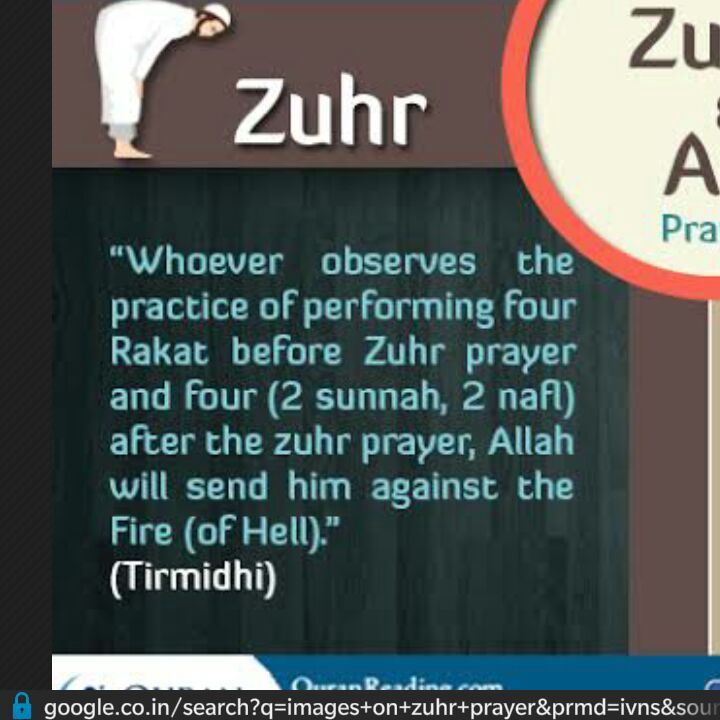 Zuhr
"Whoever observes the
practice of performing four
Rakat before Zuhr prayer
and four (2 sunnah, 2 nafl)
after the zuhr prayer, Allah
will send him against the
Fire (of Hell)."
(Tirmidhi)
Zu
A
Pra
QuranReading.com
google.co.in/search?q=images+on+zuhr+prayer&prmd=ivns&sour